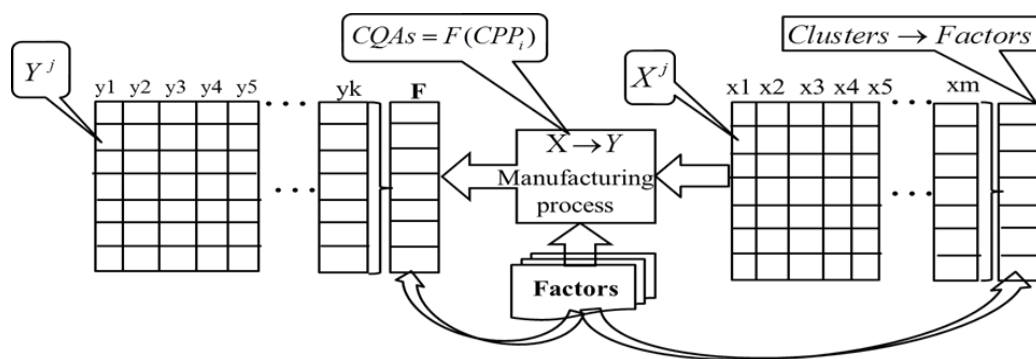 CQAs = F(CPP_i)
Clusters → Factors
Y^j
X^j
y1 y2 y3 y4 y5 ... yk F
x1 x2 x3 x4 x5 ... xm
X → Y
Manufacturing
process
...
...
Factors